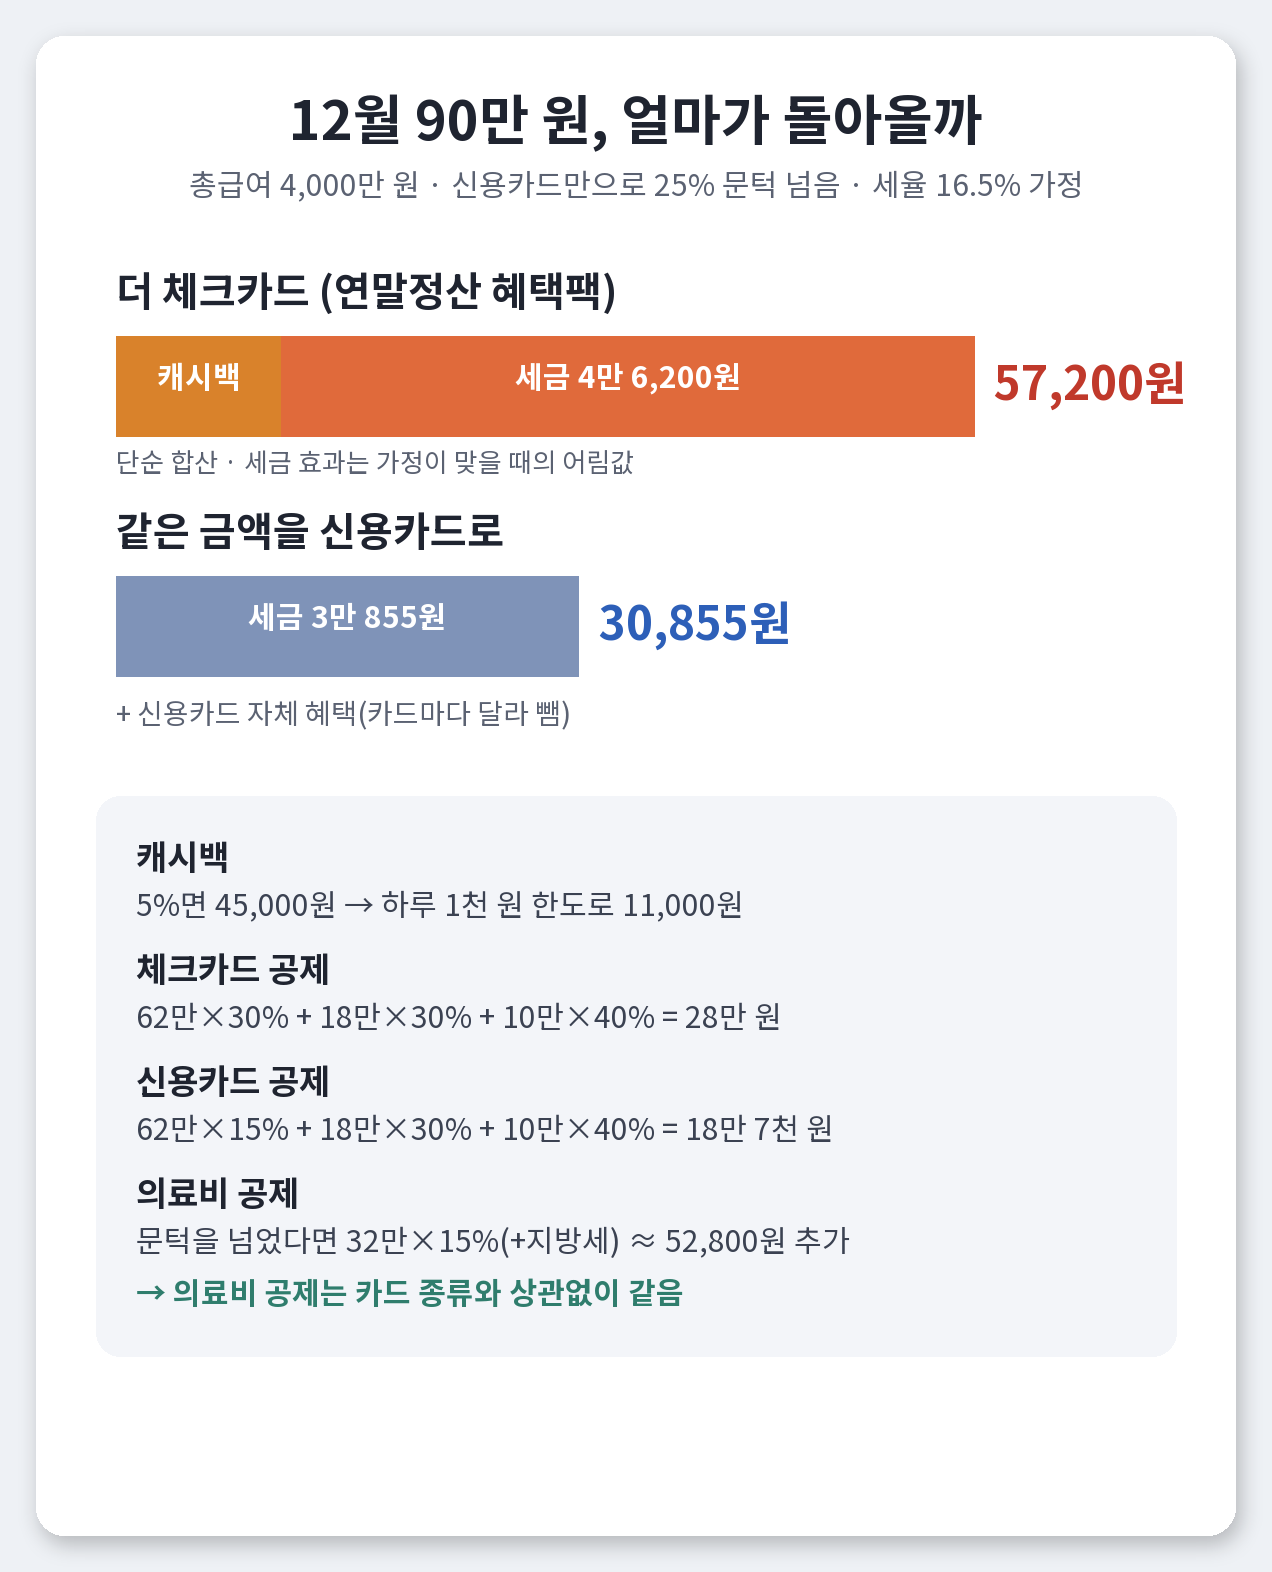 12월 90만 원, 얼마가 돌아올까
총급여 4,000만 원 · 신용카드만으로 25% 문턱 넘음 · 세율 16.5% 가정
더 체크카드 (연말정산 혜택팩)
캐시백
세금 4만 6,200원
57,200원
단순 합산 · 세금 효과는 가정이 맞을 때의 어림값
같은 금액을 신용카드로
세금 3만 855원
30,855원
+ 신용카드 자체 혜택(카드마다 달라 뺌)
캐시백
5%면 45,000원 → 하루 1천 원 한도로 11,000원
체크카드 공제
62만×30% + 18만×30% + 10만×40% = 28만 원
신용카드 공제
62만×15% + 18만×30% + 10만×40% = 18만 7천 원
의료비 공제
문턱을 넘었다면 32만×15%(+지방세) ≈ 52,800원 추가
→ 의료비 공제는 카드 종류와 상관없이 같음